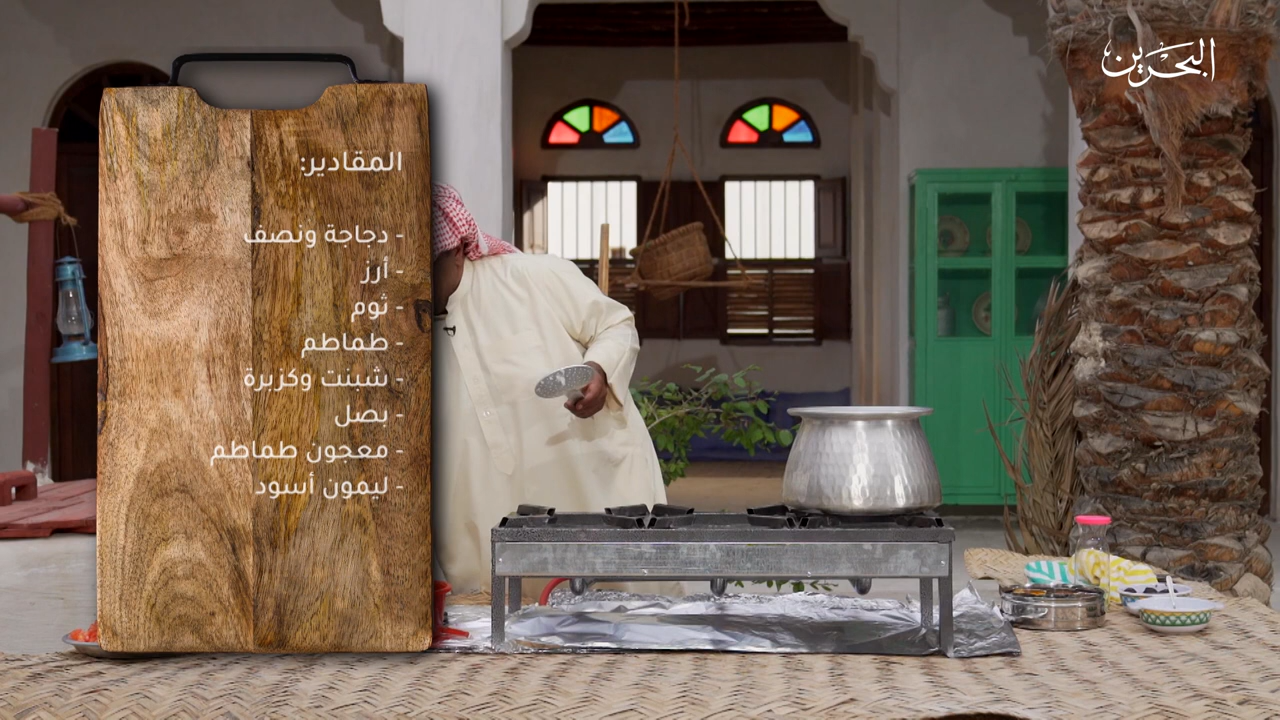 البحرين
المقادير:
- دجاجة ونصف
- أرز
- ثوم
- طماطم
- شبنت وكزبرة
- بصل
- معجون طماطم
- ليمون أسود